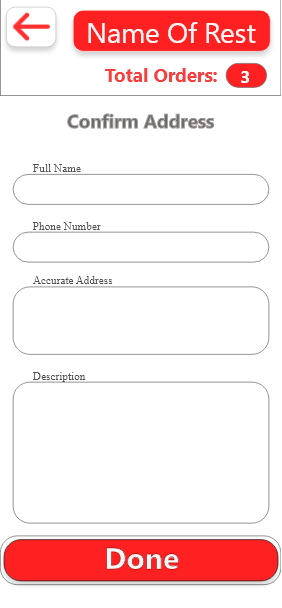 Name Of Rest
Total Orders: 3
Confirm Address
Full Name
Phone Number
Accurate Address
Description
Done